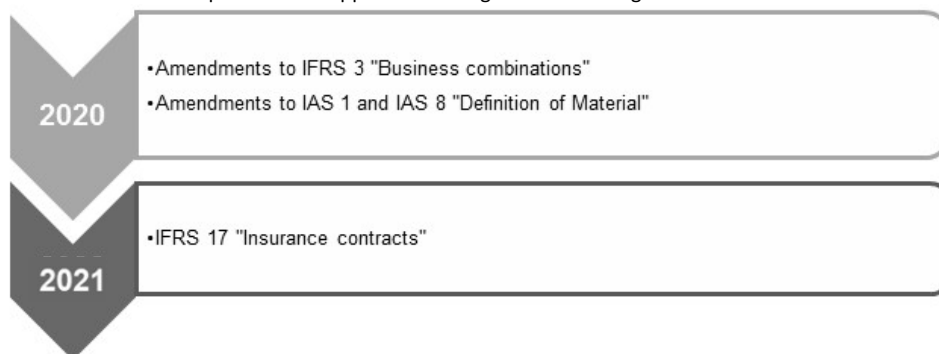 •Amendments to IFRS 3 "Business combinations"
•Amendments to IAS 1 and IAS 8 "Definition of Material"
2020
•IFRS 17 "Insurance contracts"
2021